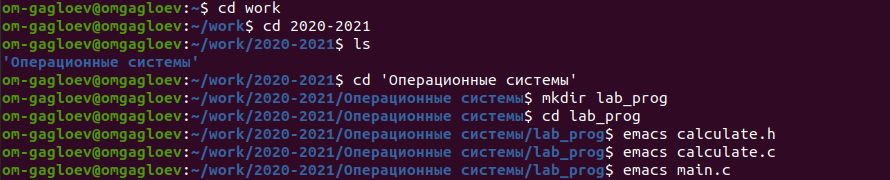 om-gagloev@omgagloev:~$ cd work
om-gagloev@omgagloev:~/work$ cd 2020-2021
om-gagloev@omgagloev:~/work/2020-2021$ ls
'Операционные системы'
om-gagloev@omgagloev:~/work/2020-2021$ cd 'Операционные системы'
om-gagloev@omgagloev:~/work/2020-2021/Операционные системы$ mkdir lab_prog
om-gagloev@omgagloev:~/work/2020-2021/Операционные системы$ cd lab_prog
om-gagloev@omgagloev:~/work/2020-2021/Операционные системы/lab_prog$ emacs calculate.h
om-gagloev@omgagloev:~/work/2020-2021/Операционные системы/lab_prog$ emacs calculate.c
om-gagloev@omgagloev:~/work/2020-2021/Операционные системы/lab_prog$ emacs main.c